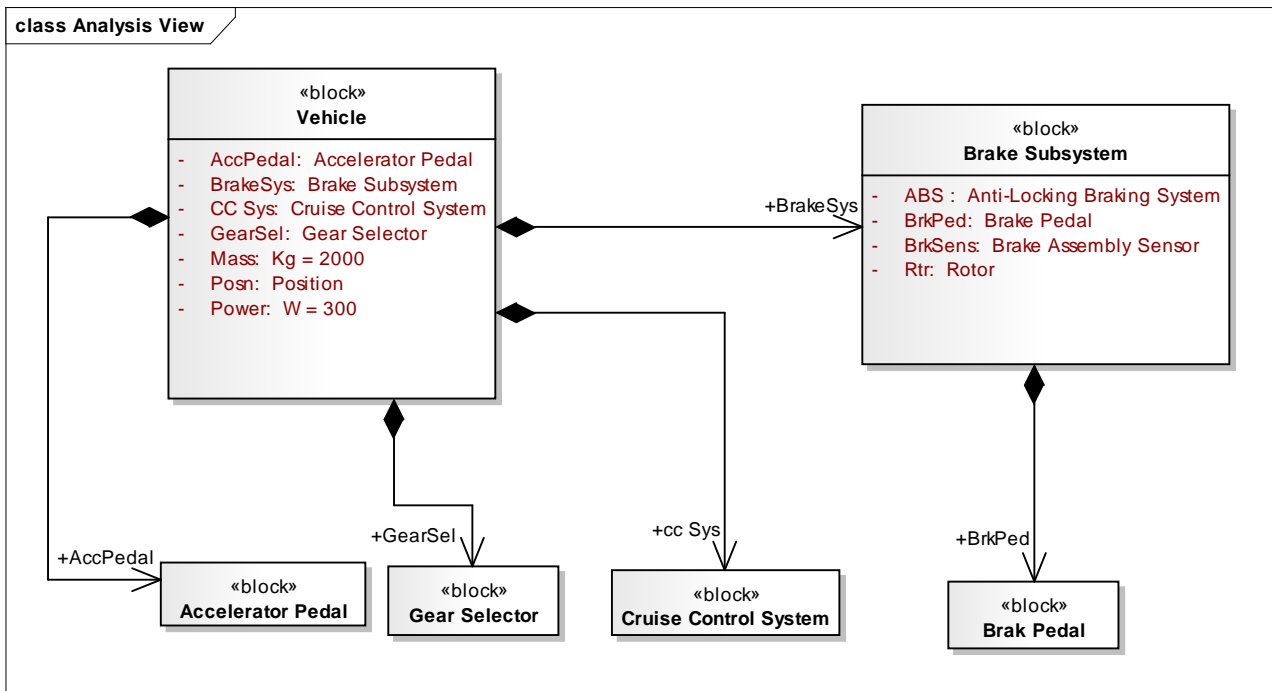 class Analysis View
«block»
Vehicle
- AccPedal: Accelerator Pedal
- BrakeSys: Brake Subsystem
- CC Sys: Cruise Control System
- GearSel: Gear Selector
- Mass: Kg = 2000
- Posn: Position
- Power: W = 300
+BrakeSys
«block»
Brake Subsystem
- ABS : Anti-Locking Braking System
- BrkPed: Brake Pedal
- BrkSens: Brake Assembly Sensor
- Rtr: Rotor
+AccPedal
+GearSel
+cc Sys
+BrkPed
«block»
Accelerator Pedal
«block»
Gear Selector
«block»
Cruise Control System
«block»
Brak Pedal